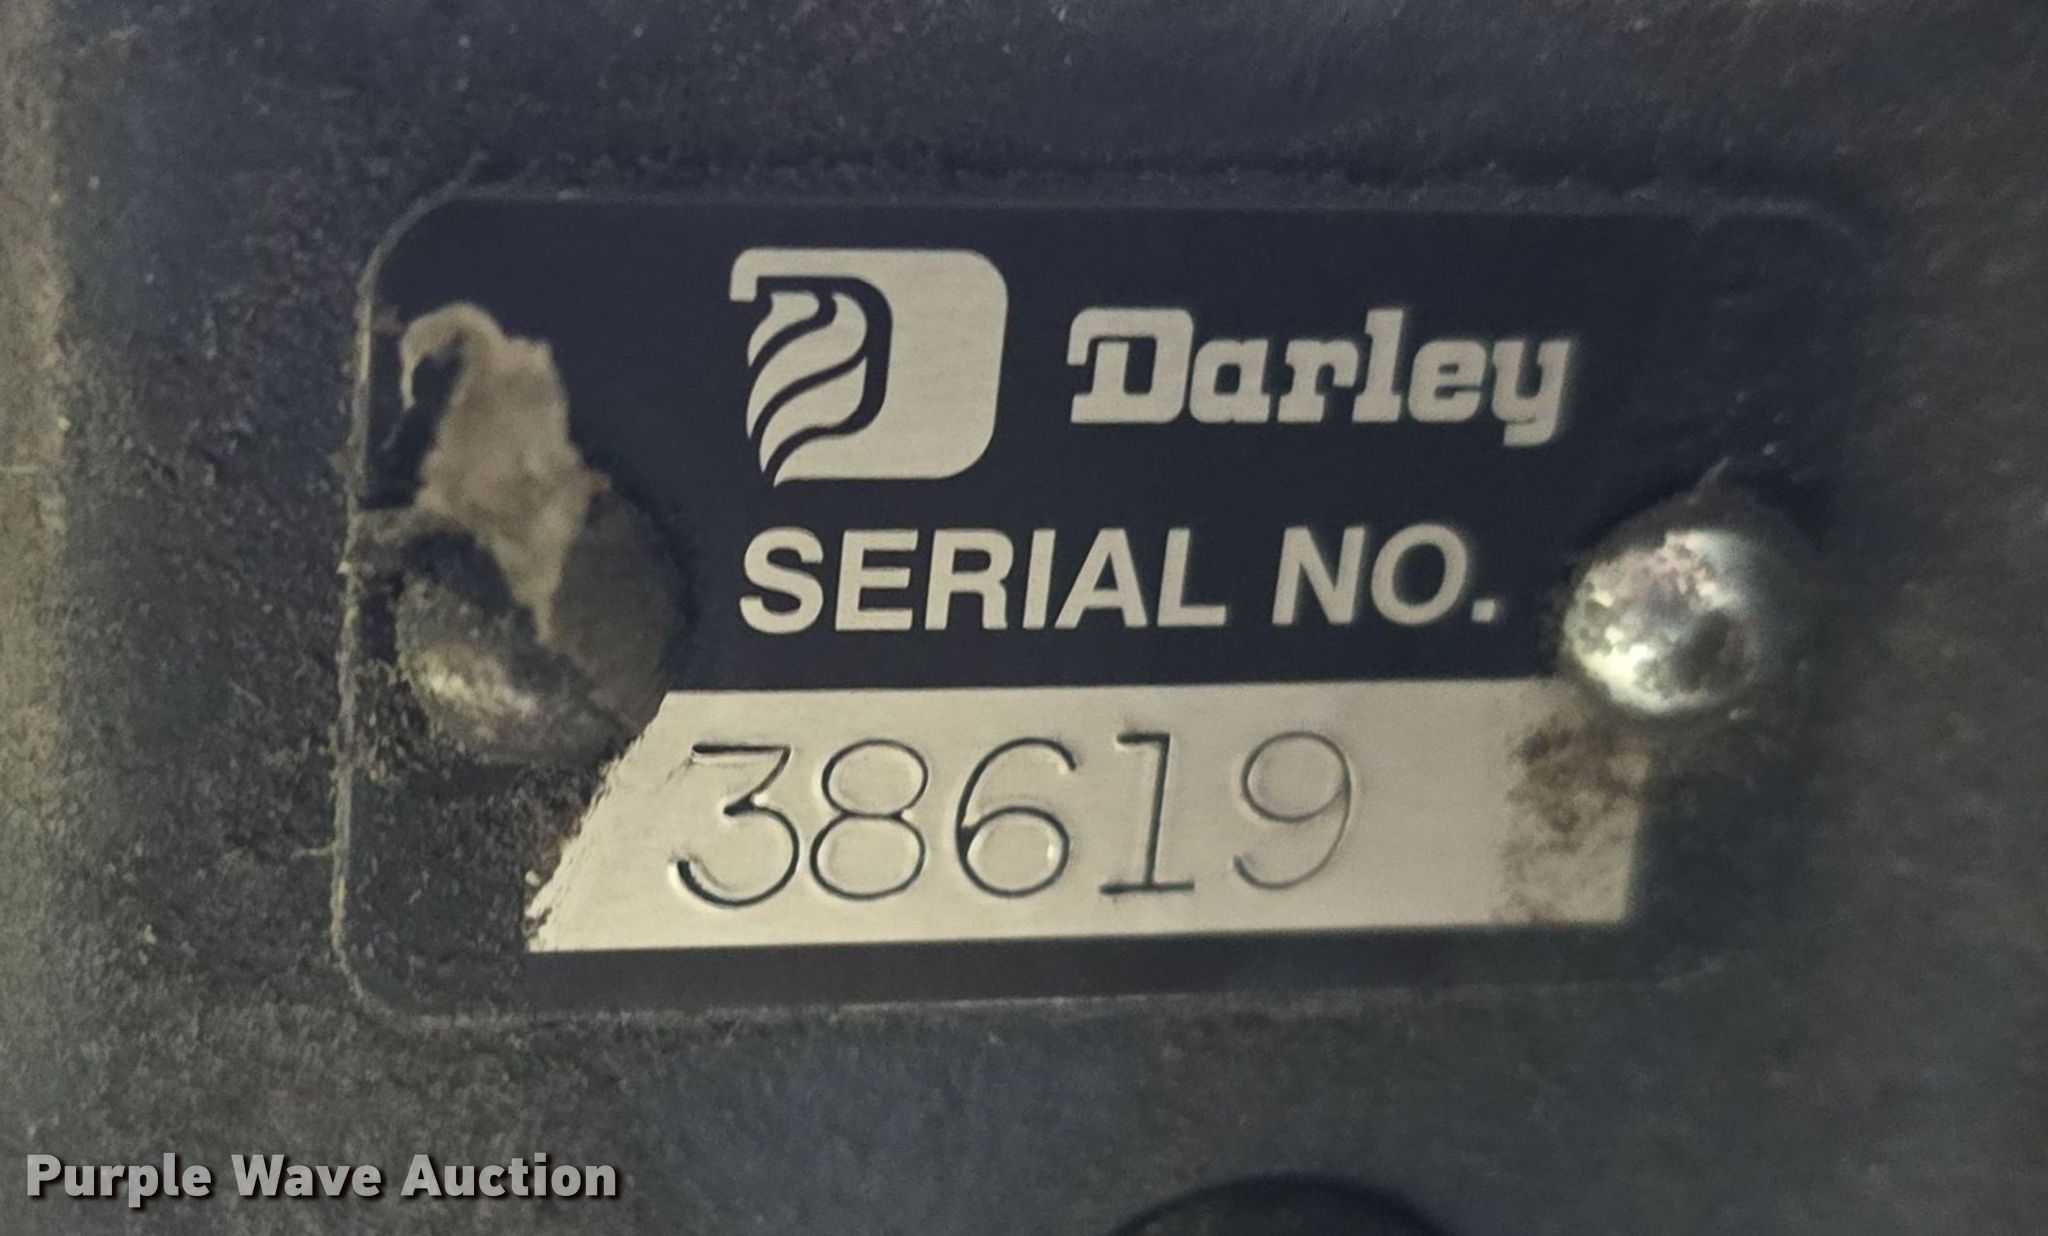 Darley
SERIAL NO.
38619
Purple Wave Auction